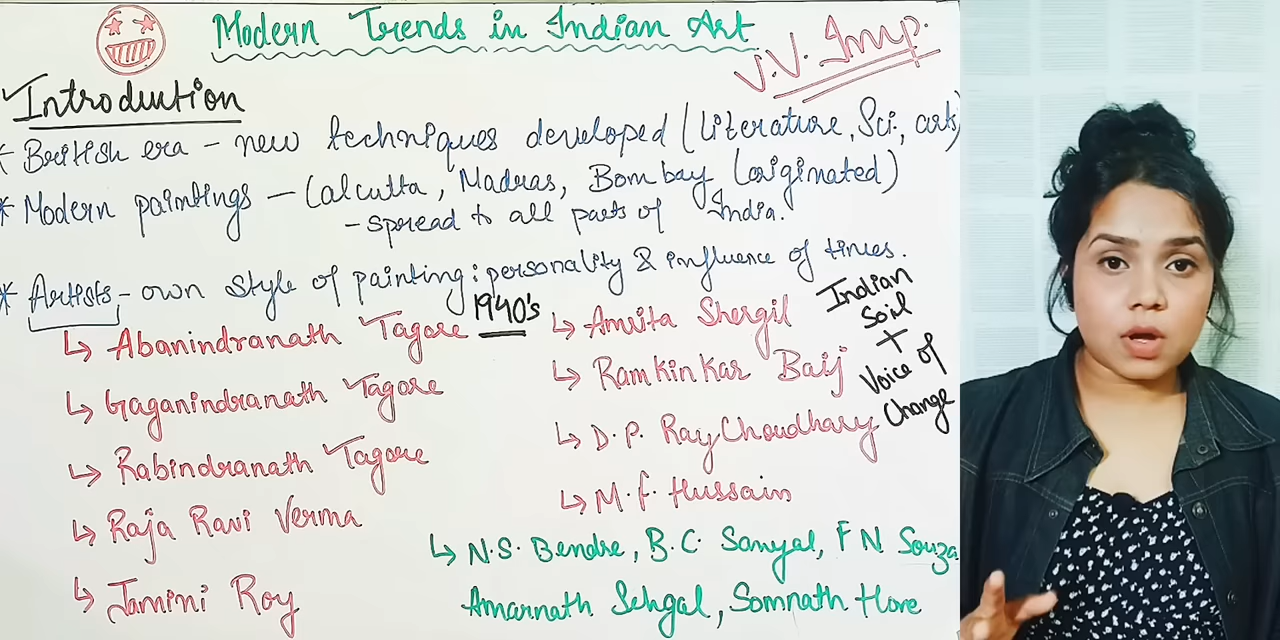 Modern Trends in Indian Art
V.V. Imp.
Introduction
* British era - new techniques developed (literature, Sci., arts)
* Modern paintings - Calcutta, Madras, Bombay (originated)
- spread to all parts of India.
* Artists - own style of painting : personality & influence of times.
↳ Abanindranath Tagore
↳ Gaganindranath Tagore
↳ Rabindranath Tagore
↳ Raja Ravi Verma
↳ Jamini Roy
1940's
↳ Amrita Shergil
↳ Ramkinkar Baij
↳ D.P. RayChoudhary
↳ M.F. Hussain
Indian
Soil
+
Voice of
Change
↳ N.S. Bendre, B.C. Sanyal, F N Souza
Amarnath Sehgal, Somnath Hore